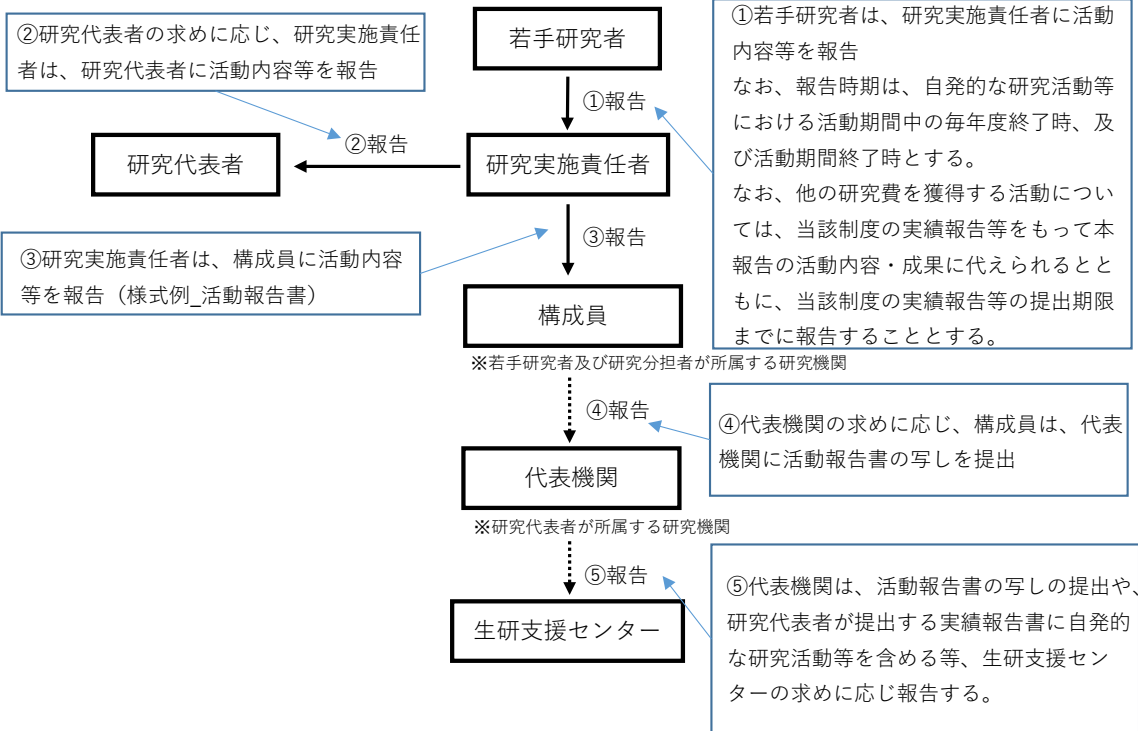 ②研究代表者の求めに応じ、研究実施責任
者は、研究代表者に活動内容等を報告
若手研究者
①若手研究者は、研究実施責任者に活動
内容等を報告
なお、報告時期は、自発的な研究活動等
における活動期間中の毎年度終了時、及
び活動期間終了時とする。
なお、他の研究費を獲得する活動につい
ては、当該制度の実績報告等をもって本
報告の活動内容・成果に代えられるとと
もに、当該制度の実績報告等の提出期限
までに報告することとする。
①報告
研究代表者
②報告
研究実施責任者
③研究実施責任者は、構成員に活動内容
等を報告（様式例_活動報告書）
③報告
構成員
※若手研究者及び研究分担者が所属する研究機関
④報告
④代表機関の求めに応じ、構成員は、代表
機関に活動報告書の写しを提出
代表機関
※研究代表者が所属する研究機関
⑤報告
⑤代表機関は、活動報告書の写しの提出や、
研究代表者が提出する実績報告書に自発的
な研究活動等を含める等、生研支援セン
ターの求めに応じ報告する。
生研支援センター